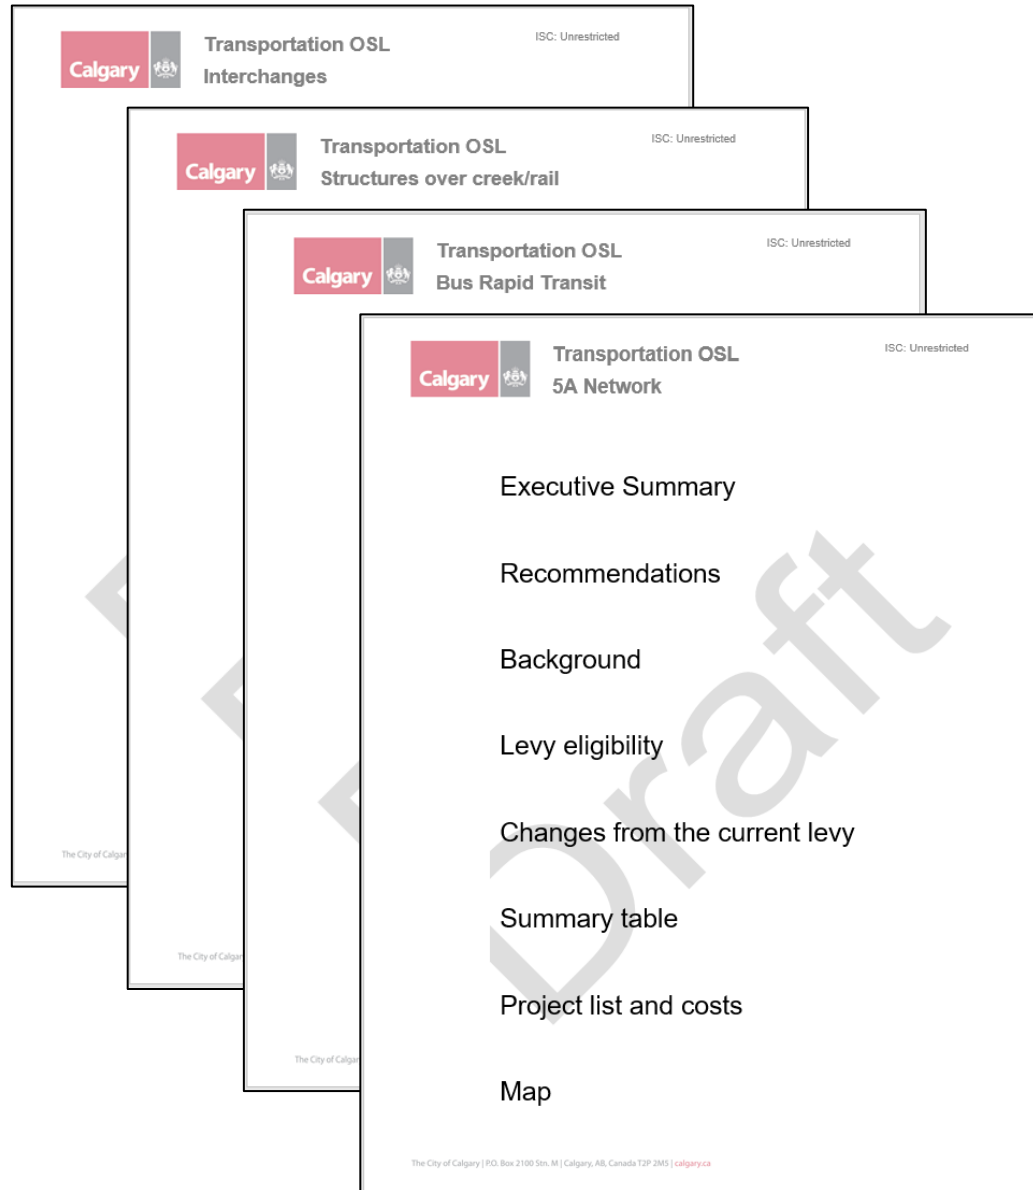 Calgary
Transportation OSL
Interchanges
ISC: Unrestricted
Calgary
Transportation OSL
Structures over creek/rail
ISC: Unrestricted
Calgary
Transportation OSL
Bus Rapid Transit
ISC: Unrestricted
Calgary
Transportation OSL
5A Network
ISC: Unrestricted
Executive Summary
Recommendations
Background
Levy eligibility
Changes from the current levy
Summary table
Project list and costs
Map
Draft
The City of Calgar
The City of Calgar
The City of Calgar
The City of Calgary | P.O. Box 2100 Stn. M | Calgary, AB, Canada T2P 2M5 | calgary.ca